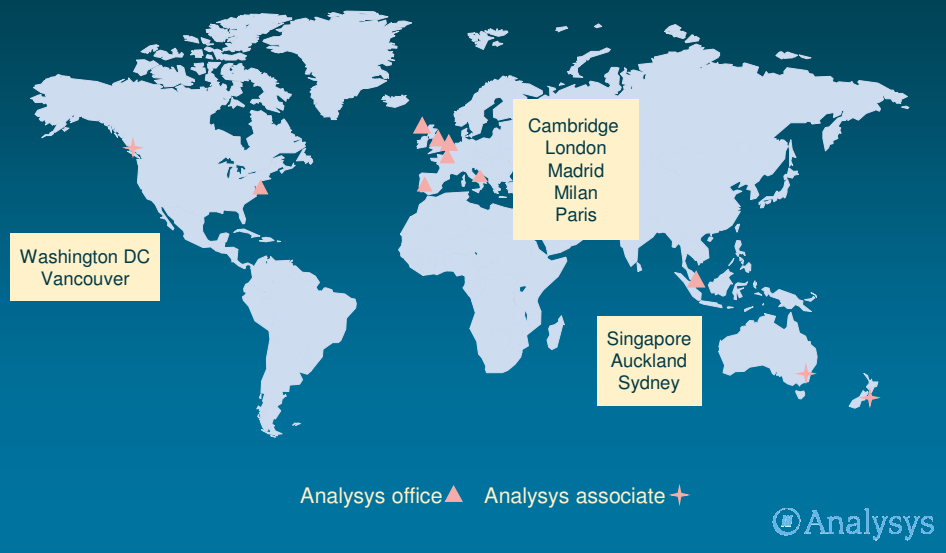 Cambridge
London
Madrid
Milan
Paris
Washington DC
Vancouver
Singapore
Auckland
Sydney
Analysys office
Analysys associate
Analysys